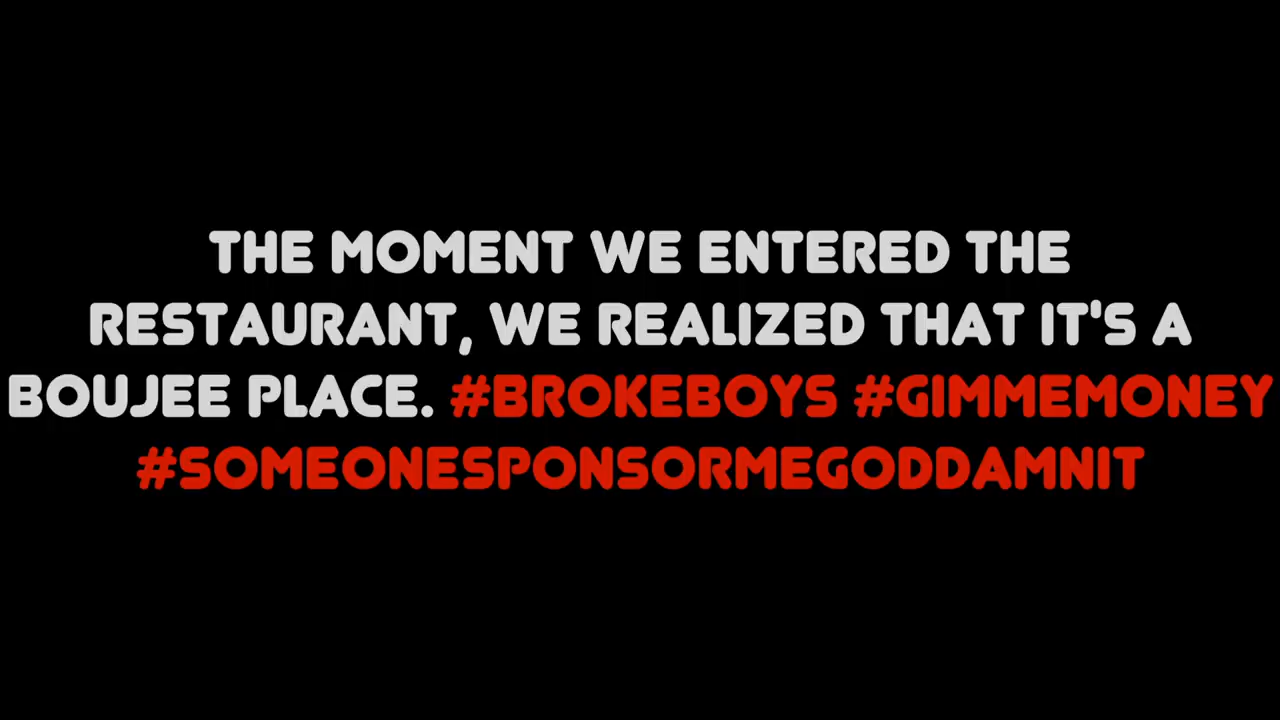 THE MOMENT WE ENTERED THE
RESTAURANT, WE REALIZED THAT IT'S A
BOUJEE PLACE. #BROKEBOYS #GIMMEMONEY
#SOMEONESPONSORMEGODDAMNIT